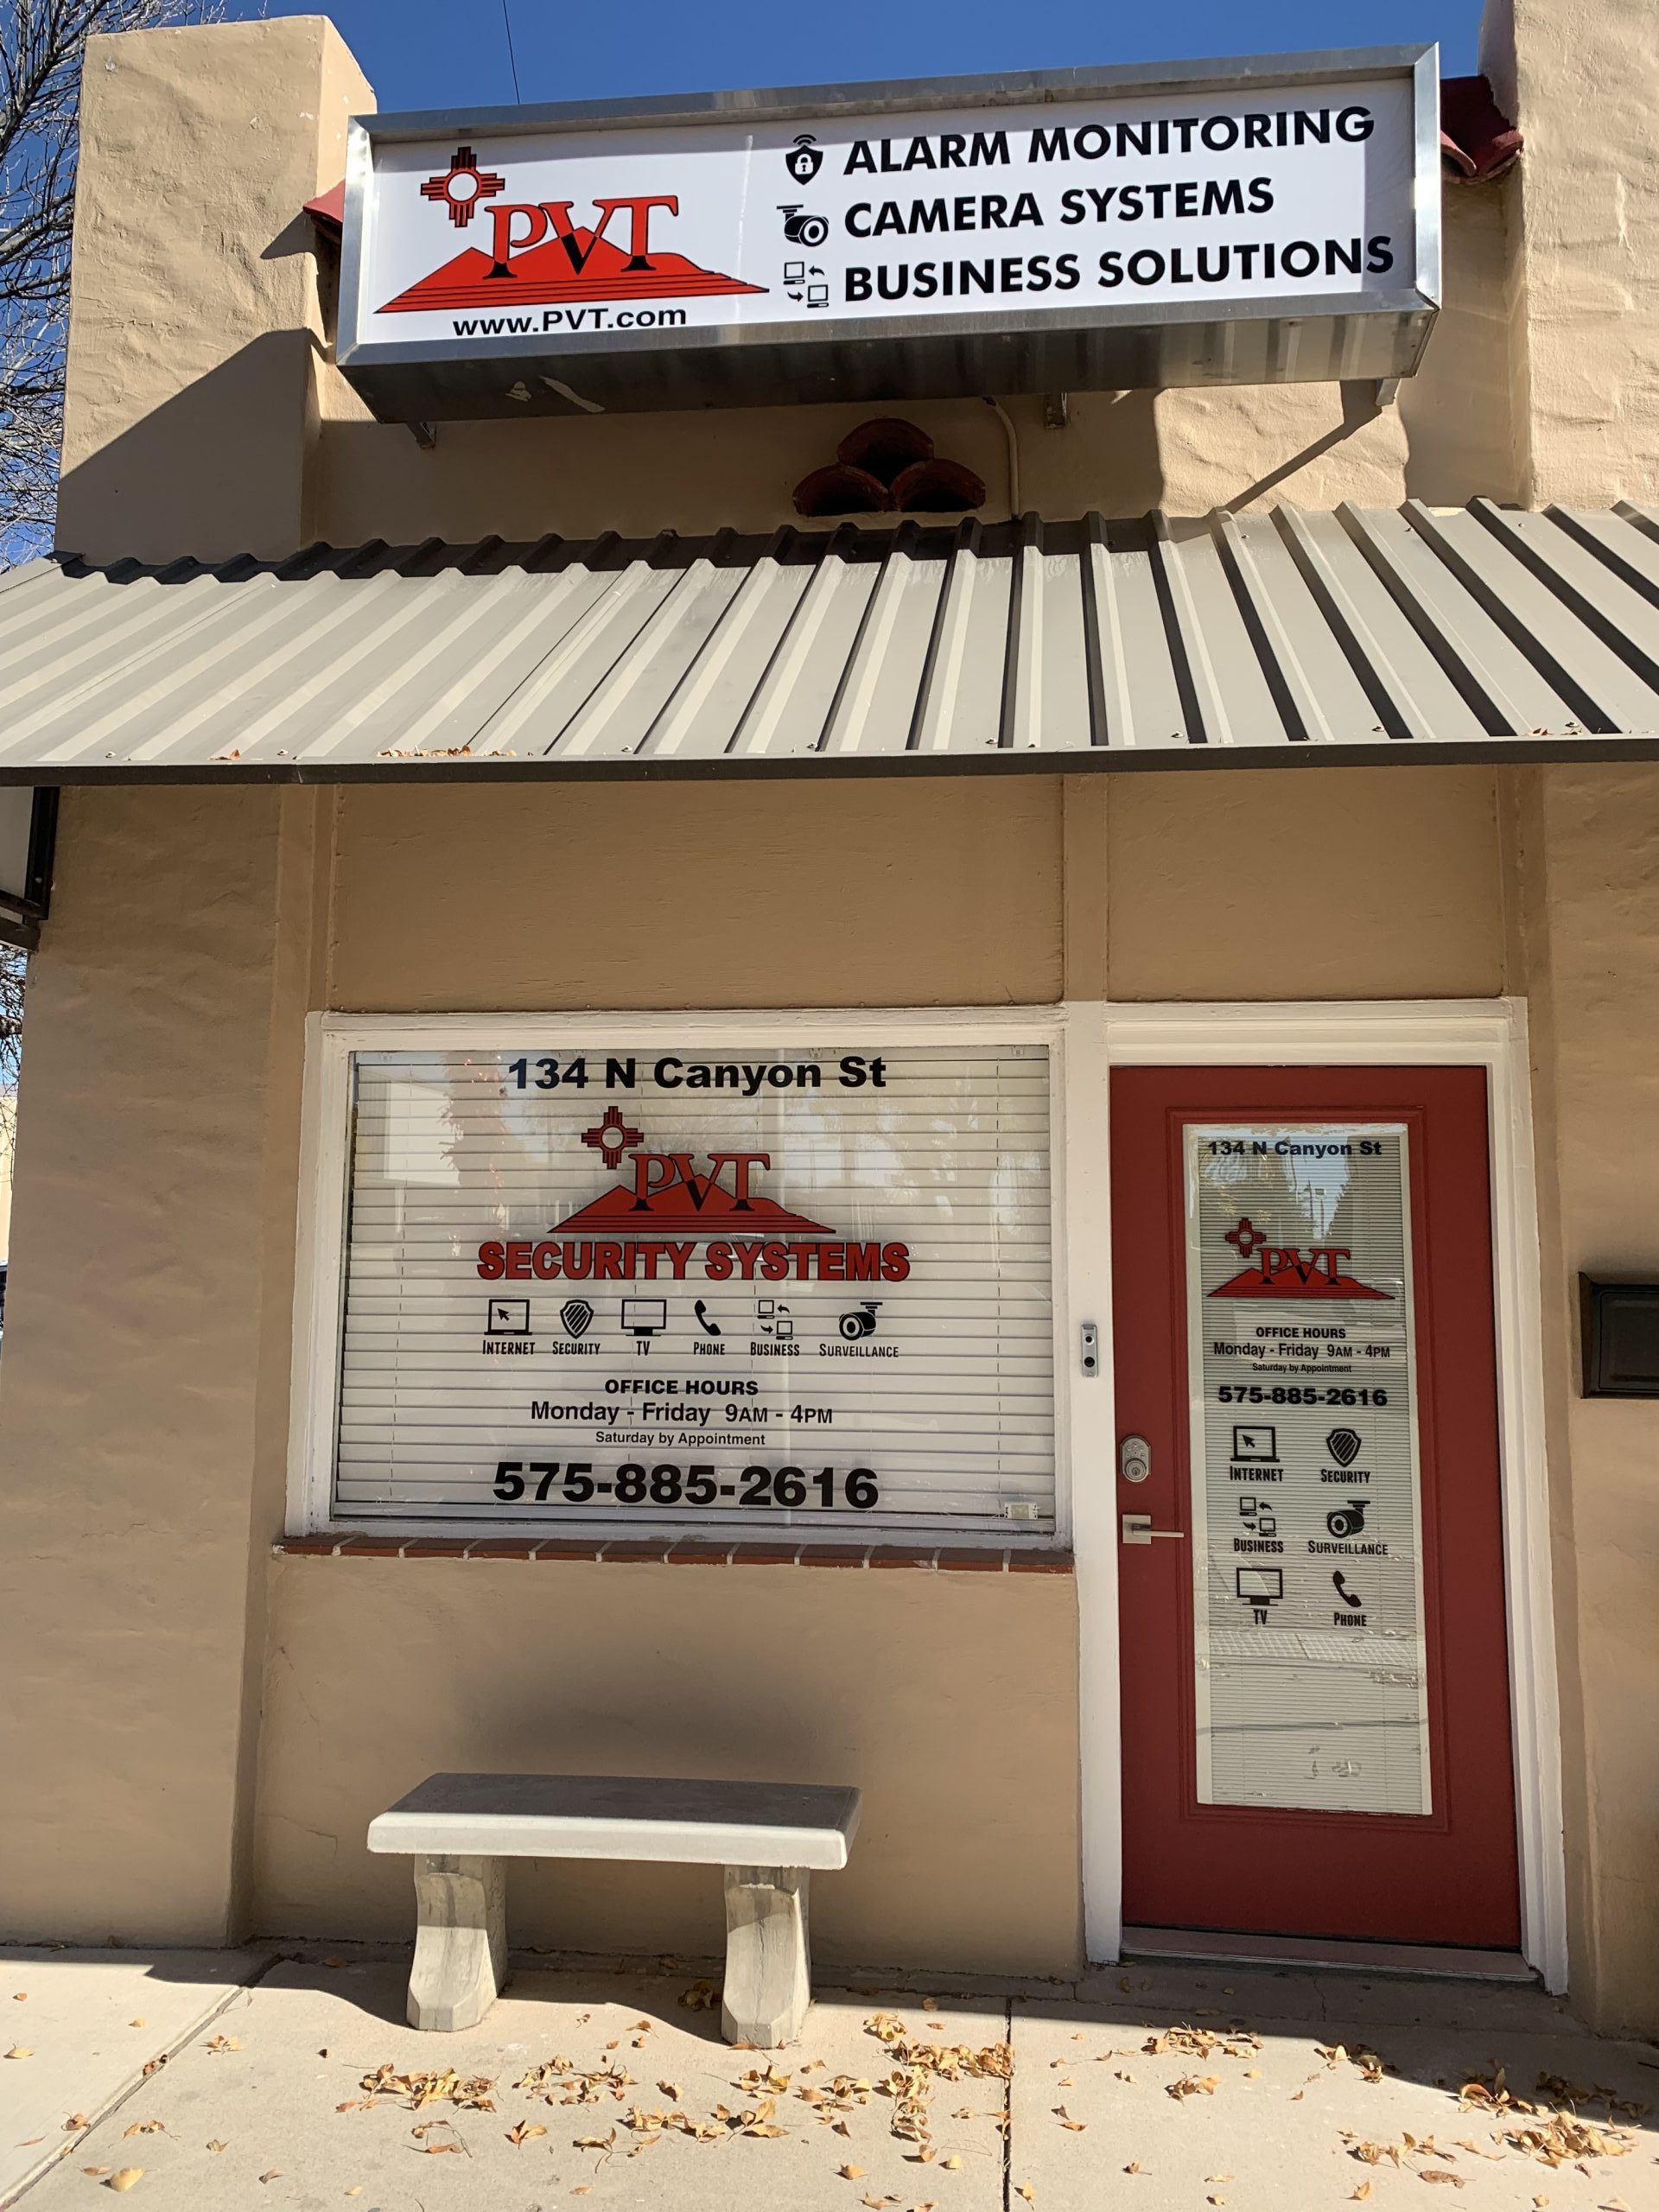 PVT
www.PVT.com
ALARM MONITORING
CAMERA SYSTEMS
BUSINESS SOLUTIONS
134 N Canyon St
PVT
SECURITY SYSTEMS
INTERNET SECURITY TV PHONE BUSINESS SURVEILLANCE
OFFICE HOURS
Monday - Friday 9AM - 4PM
Saturday by Appointment
575-885-2616
134 N Canyon St
PVT
OFFICE HOURS
Monday - Friday 9AM - 4PM
Saturday by Appointment
575-885-2616
INTERNET SECURITY
BUSINESS SURVEILLANCE
TV PHONE